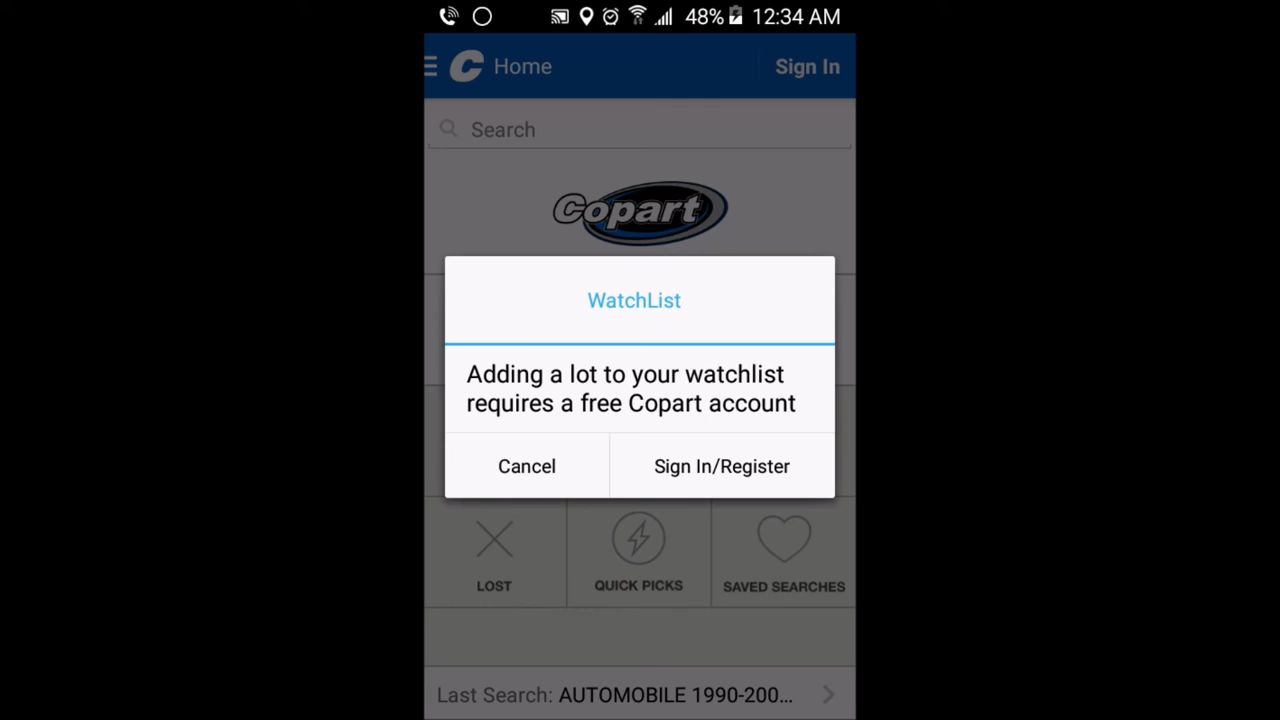 48% 12:34 AM
Home Sign In
Search
Copart
WatchList
Adding a lot to your watchlist
requires a free Copart account
Cancel Sign In/Register
LOST QUICK PICKS SAVED SEARCHES
Last Search: AUTOMOBILE 1990-200...